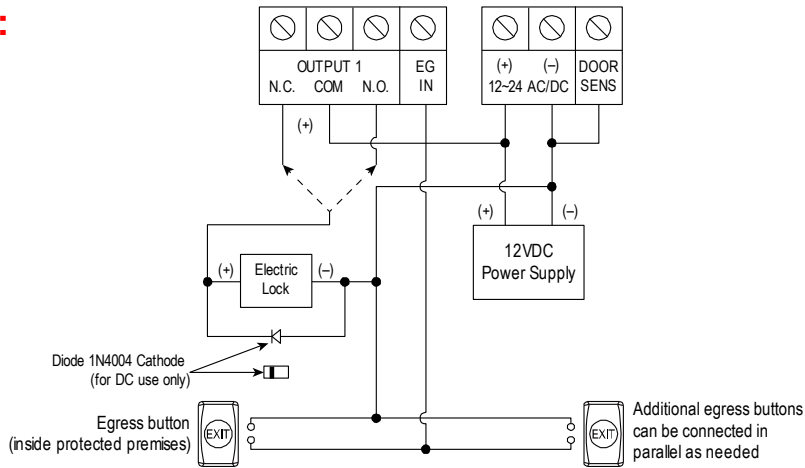 :
OUTPUT 1
N.C. COM N.O.
EG
IN
(+) (–)
12~24 AC/DC
DOOR
SENS
(+)
(+) (–)
12VDC
Power Supply
(+) Electric (–)
Lock
Diode 1N4004 Cathode
(for DC use only)
Egress button
(inside protected premises)
EXIT
EXIT
Additional egress buttons
can be connected in
parallel as needed